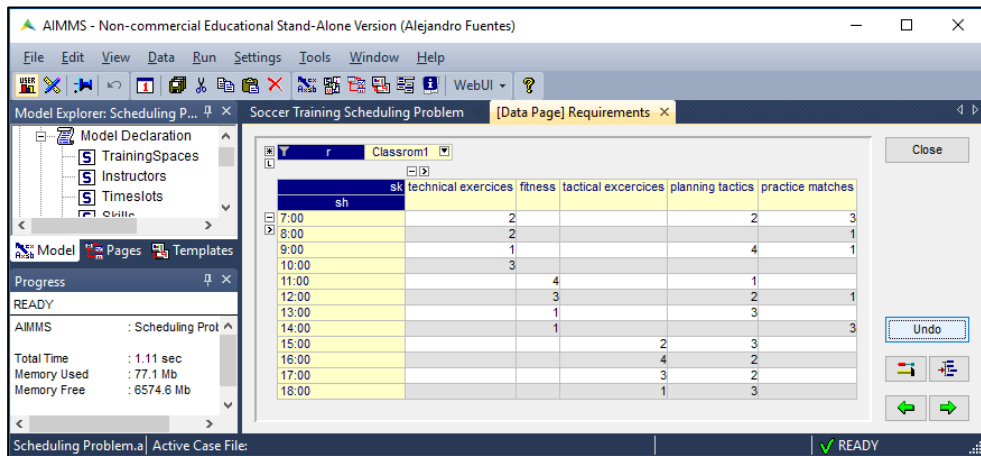 AIMMS - Non-commercial Educational Stand-Alone Version (Alejandro Fuentes)
File Edit View Data Run Settings Tools Window Help
USER 1 WebUI
Model Explorer: Scheduling P... Soccer Training Scheduling Problem [Data Page] Requirements
Model Declaration
S TrainingSpaces
S Instructors
S Timeslots
S Skills
Model Pages Templates
Progress
READY
AIMMS : Scheduling Prot
Total Time : 1.11 sec
Memory Used : 77.1 Mb
Memory Free : 6574.6 Mb
r Classrom1
L
sk technical exercices fitness tactical excercices planning tactics practice matches
sh
7:00 2 2 3
8:00 2 1
9:00 1 4 1
10:00 3
11:00 4 1
12:00 3 2 1
13:00 1 3
14:00 1 3
15:00 2 3
16:00 4 2
17:00 3 2
18:00 1 3
Close
Undo
Scheduling Problem.a Active Case File: READY